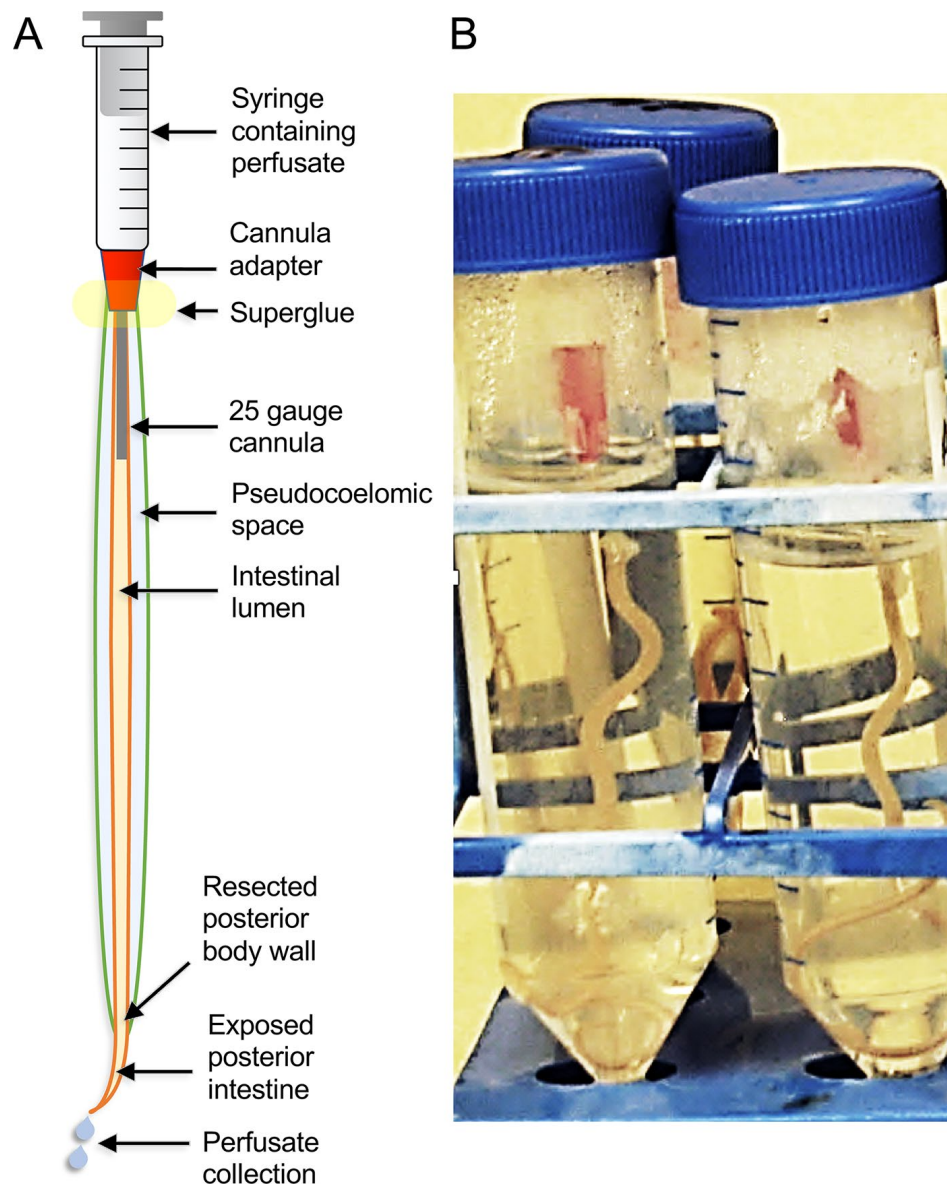 A
B
Syringe
containing
perfusate
Cannula
adapter
Superglue
25 gauge
cannula
Pseudocoelomic
space
Intestinal
lumen
Resected
posterior
body wall
Exposed
posterior
intestine
Perfusate
collection